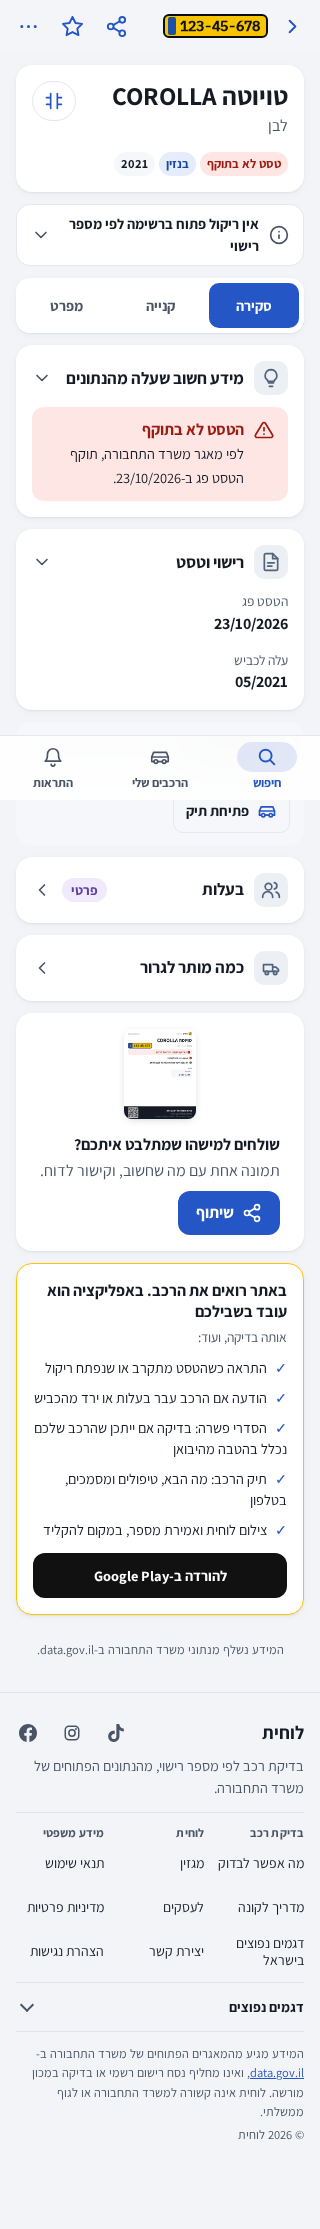 123-45-678
טויוטה COROLLA
לבן
טסט לא בתוקף
בנזין
2021
אין ריקול פתוח ברשימה לפי מספר
רישוי
סקירה
קנייה
מפרט
מידע חשוב שעלה מהנתונים
הטסט לא בתוקף
לפי מאגר משרד התחבורה, תוקף
הטסט פג ב-23/10/2026.
רישוי וטסט
הטסט פג
23/10/2026
עלה לכביש
05/2021
חיפוש
הרכבים שלי
התראות
פתיחת תיק
בעלות
פרטי
כמה מותר לגרור
שולחים למישהו שמתלבט איתכם?
תמונה אחת עם מה שחשוב, וקישור לדוח.
שיתוף
באתר רואים את הרכב. באפליקציה הוא
עובד בשבילכם
אותה בדיקה, ועוד:
✓ התראה כשהטסט מתקרב או שנפתח ריקול
✓ הודעה אם הרכב עבר בעלות או ירד מהכביש
✓ הסדרי פשרה: בדיקה אם ייתכן שהרכב שלכם
נכלל בהטבה מהיבואן
✓ תיק הרכב: מה הבא, טיפולים ומסמכים,
בטלפון
✓ צילום לוחית ואמירת מספר, במקום להקליד
להורדה ב-Google Play
המידע נשלף מנתוני משרד התחבורה ב-data.gov.il.
לוחית
בדיקת רכב לפי מספר רישוי, מהנתונים הפתוחים של
משרד התחבורה.
בדיקת רכב
לוחית
מידע משפטי
מה אפשר לבדוק
מגזין
תנאי שימוש
מדריך לקונה
לעסקים
מדיניות פרטיות
דגמים נפוצים
בישראל
יצירת קשר
הצהרת נגישות
דגמים נפוצים
המידע מגיע מהמאגרים הפתוחים של משרד התחבורה ב-
data.gov.il, ואינו מחליף נסח רישום רשמי או בדיקה במכון
מורשה. לוחית אינה קשורה למשרד התחבורה או לגוף
ממשלתי.
© 2026 לוחית